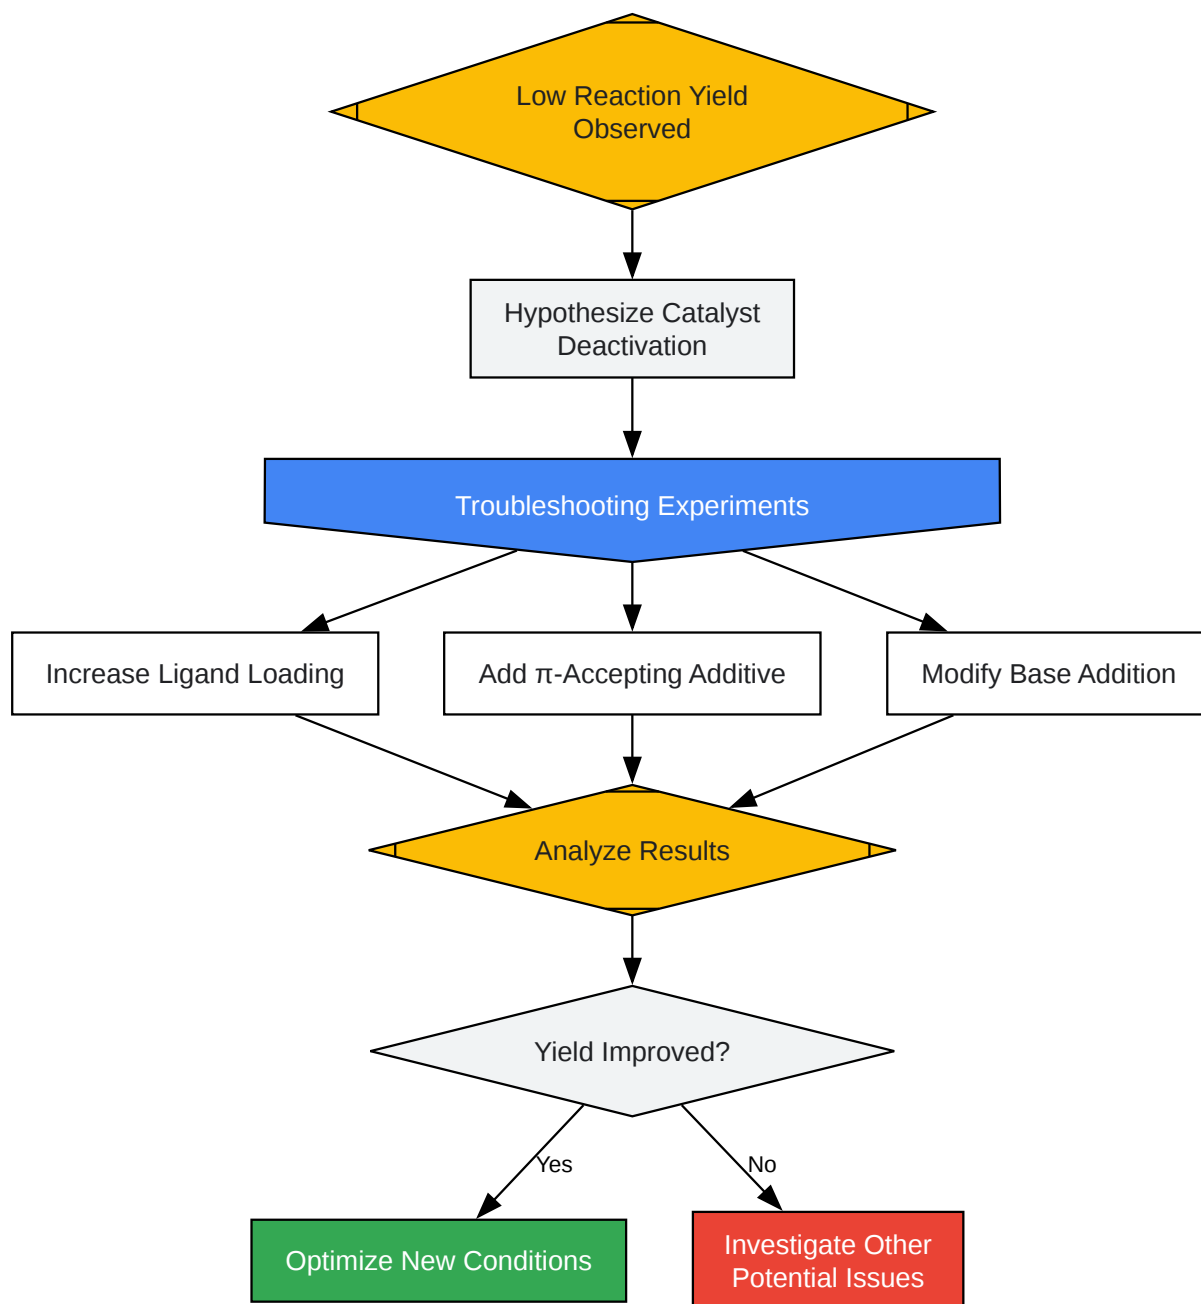 Low Reaction Yield
Observed
Hypothesize Catalyst
Deactivation
Troubleshooting Experiments
Increase Ligand Loading
Add π-Accepting Additive
Modify Base Addition
Analyze Results
Yield Improved?
Yes
No
Optimize New Conditions
Investigate Other
Potential Issues